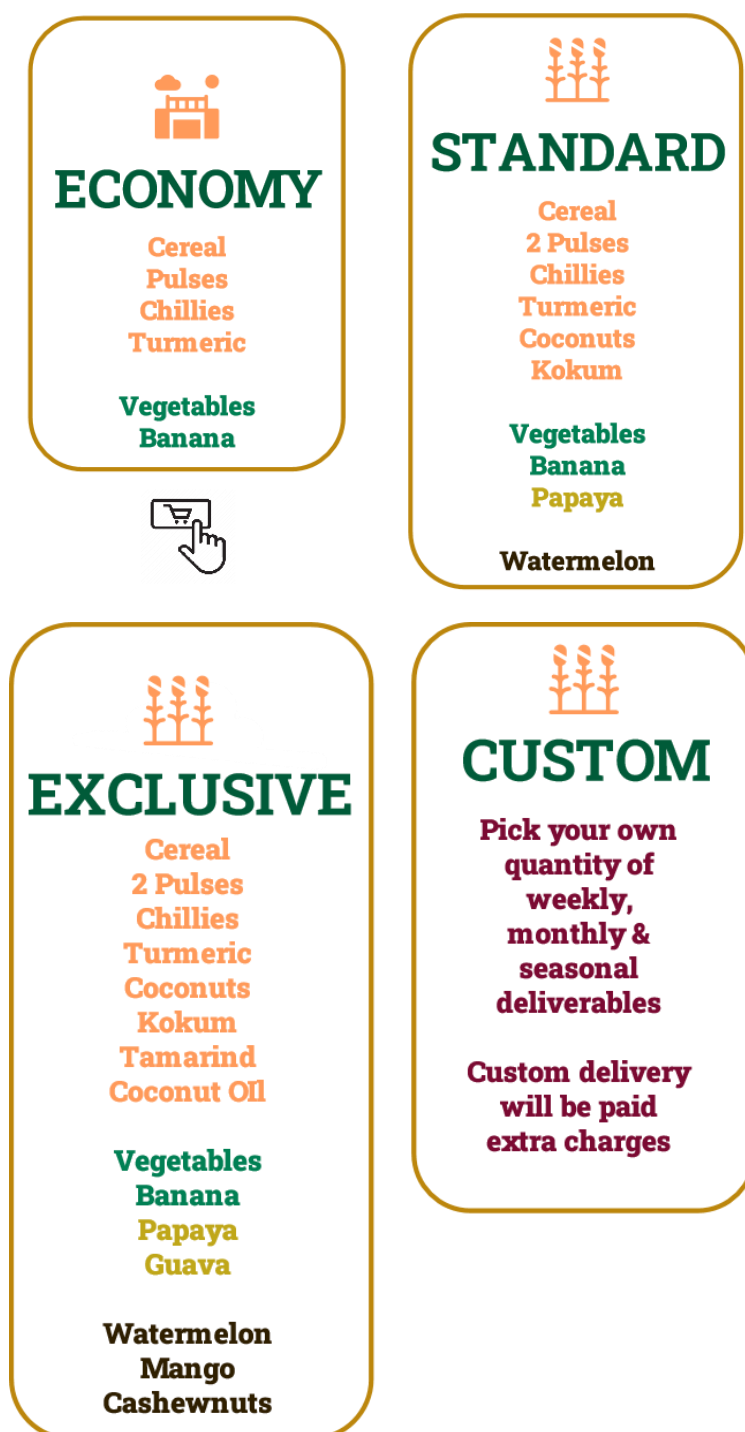 ECONOMY
Cereal
Pulses
Chillies
Turmeric
Vegetables
Banana
STANDARD
Cereal
2 Pulses
Chillies
Turmeric
Coconuts
Kokum
Vegetables
Banana
Papaya
Watermelon
EXCLUSIVE
Cereal
2 Pulses
Chillies
Turmeric
Coconuts
Kokum
Tamarind
Coconut OIl
Vegetables
Banana
Papaya
Guava
Watermelon
Mango
Cashewnuts
CUSTOM
Pick your own
quantity of
weekly,
monthly &
seasonal
deliverables
Custom delivery
will be paid
extra charges